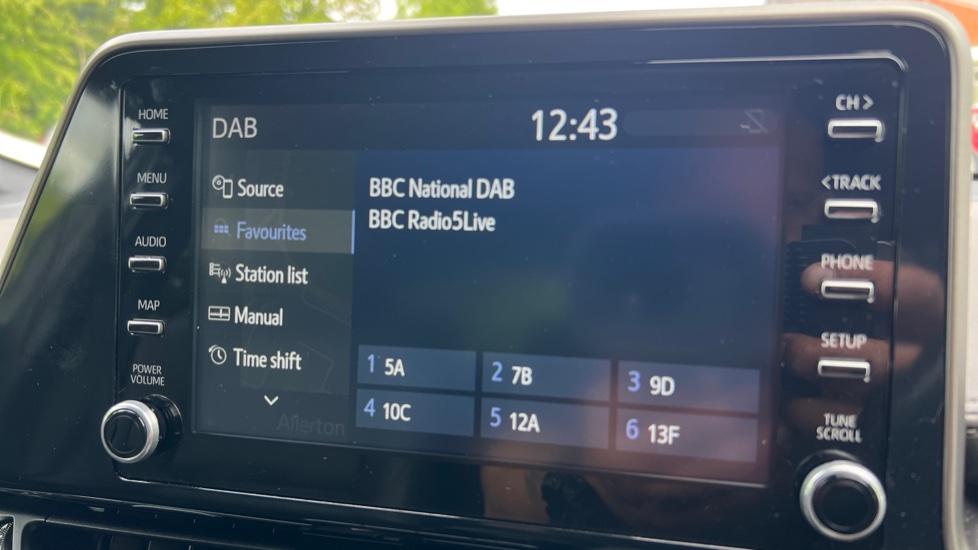 HOME
MENU
AUDIO
MAP
POWER
VOLUME
DAB
12:43
Source
Favourites
Station list
Manual
Time shift
Allerton
BBC National DAB
BBC Radio5Live
1 5A
2 7B
3 9D
4 10C
5 12A
6 13F
CH >
< TRACK
PHONE
SETUP
TUNE
SCROLL